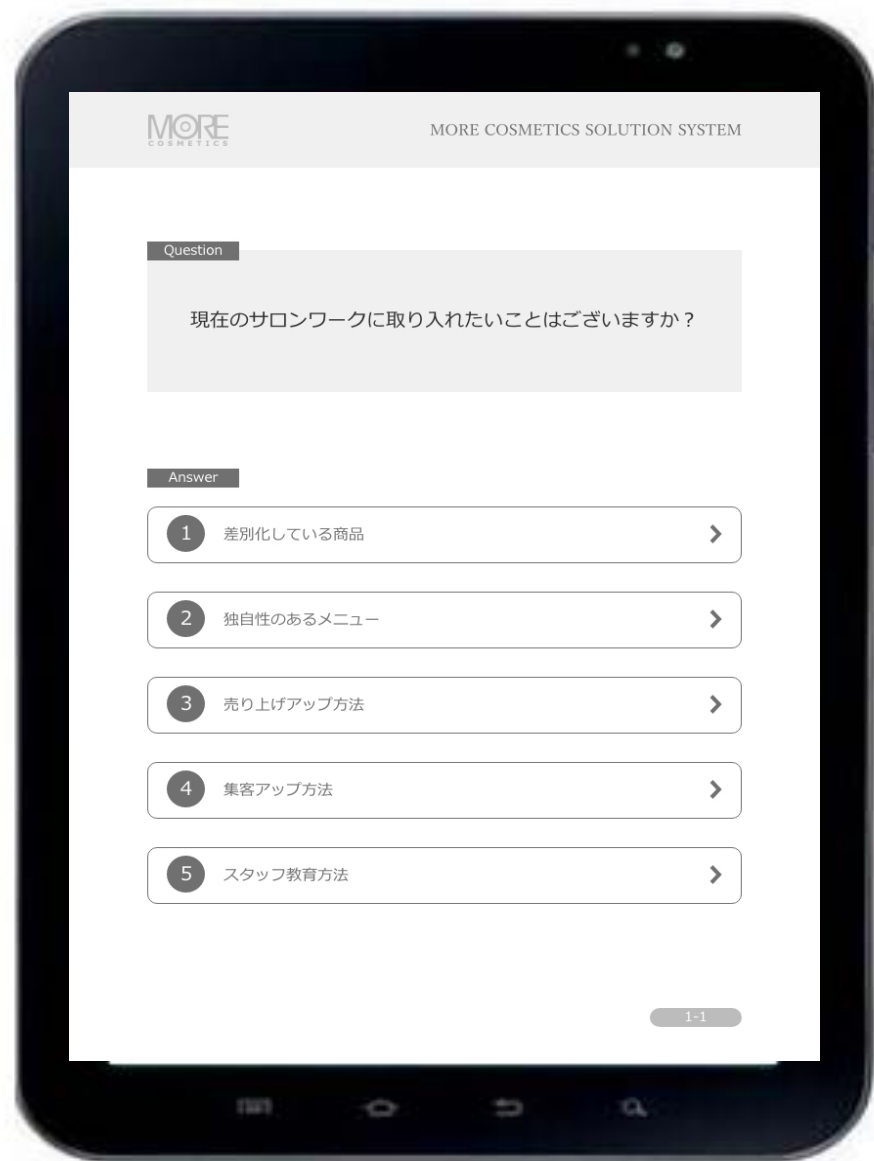 MORE
COSMETICS
MORE COSMETICS SOLUTION SYSTEM
Question
現在のサロンワークに取り入れたいことはございますか？
Answer
1 差別化している商品
2 独自性のあるメニュー
3 売り上げアップ方法
4 集客アップ方法
5 スタッフ教育方法
1-1